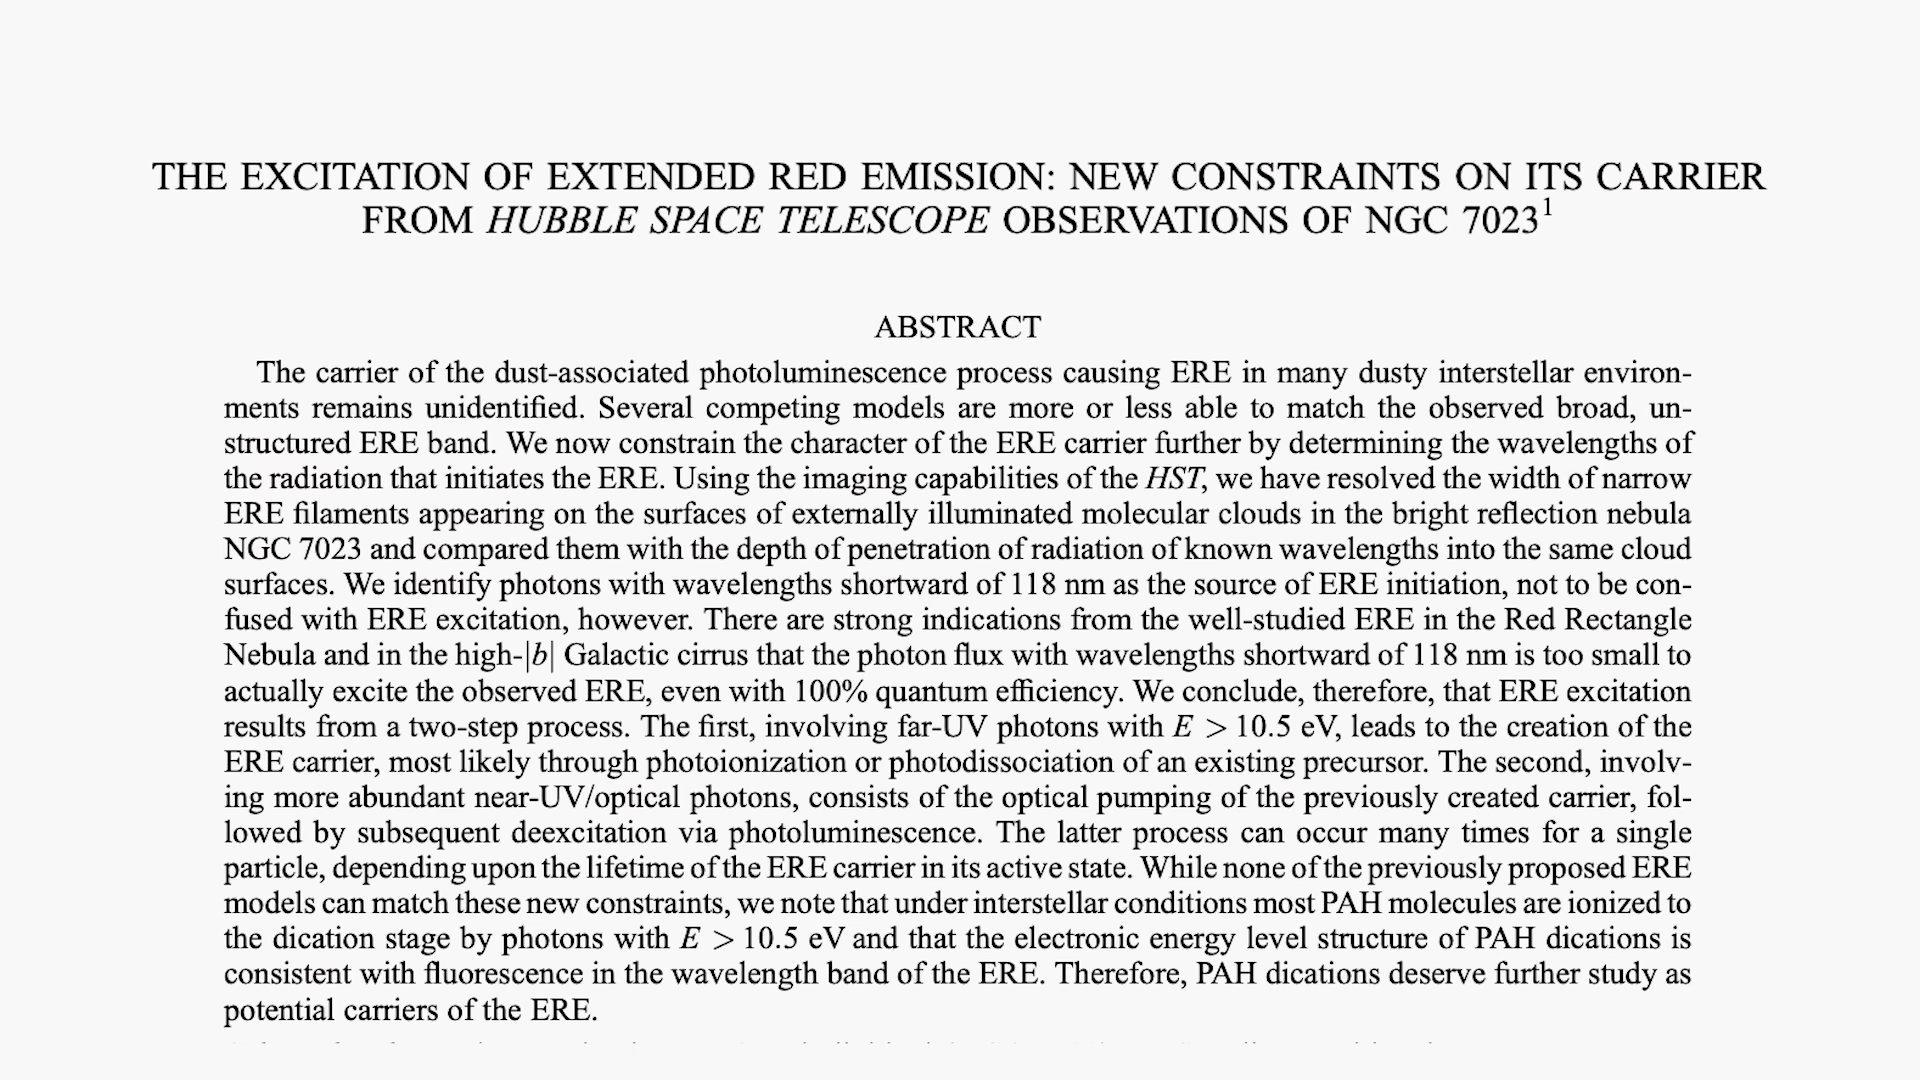 THE EXCITATION OF EXTENDED RED EMISSION: NEW CONSTRAINTS ON ITS CARRIER
FROM HUBBLE SPACE TELESCOPE OBSERVATIONS OF NGC 7023¹
ABSTRACT
The carrier of the dust-associated photoluminescence process causing ERE in many dusty interstellar environ-
ments remains unidentified. Several competing models are more or less able to match the observed broad, un-
structured ERE band. We now constrain the character of the ERE carrier further by determining the wavelengths of
the radiation that initiates the ERE. Using the imaging capabilities of the HST, we have resolved the width of narrow
ERE filaments appearing on the surfaces of externally illuminated molecular clouds in the bright reflection nebula
NGC 7023 and compared them with the depth of penetration of radiation of known wavelengths into the same cloud
surfaces. We identify photons with wavelengths shortward of 118 nm as the source of ERE initiation, not to be con-
fused with ERE excitation, however. There are strong indications from the well-studied ERE in the Red Rectangle
Nebula and in the high-|b| Galactic cirrus that the photon flux with wavelengths shortward of 118 nm is too small to
actually excite the observed ERE, even with 100% quantum efficiency. We conclude, therefore, that ERE excitation
results from a two-step process. The first, involving far-UV photons with E > 10.5 eV, leads to the creation of the
ERE carrier, most likely through photoionization or photodissociation of an existing precursor. The second, involv-
ing more abundant near-UV/optical photons, consists of the optical pumping of the previously created carrier, fol-
lowed by subsequent deexcitation via photoluminescence. The latter process can occur many times for a single
particle, depending upon the lifetime of the ERE carrier in its active state. While none of the previously proposed ERE
models can match these new constraints, we note that under interstellar conditions most PAH molecules are ionized to
the dication stage by photons with E > 10.5 eV and that the electronic energy level structure of PAH dications is
consistent with fluorescence in the wavelength band of the ERE. Therefore, PAH dications deserve further study as
potential carriers of the ERE.